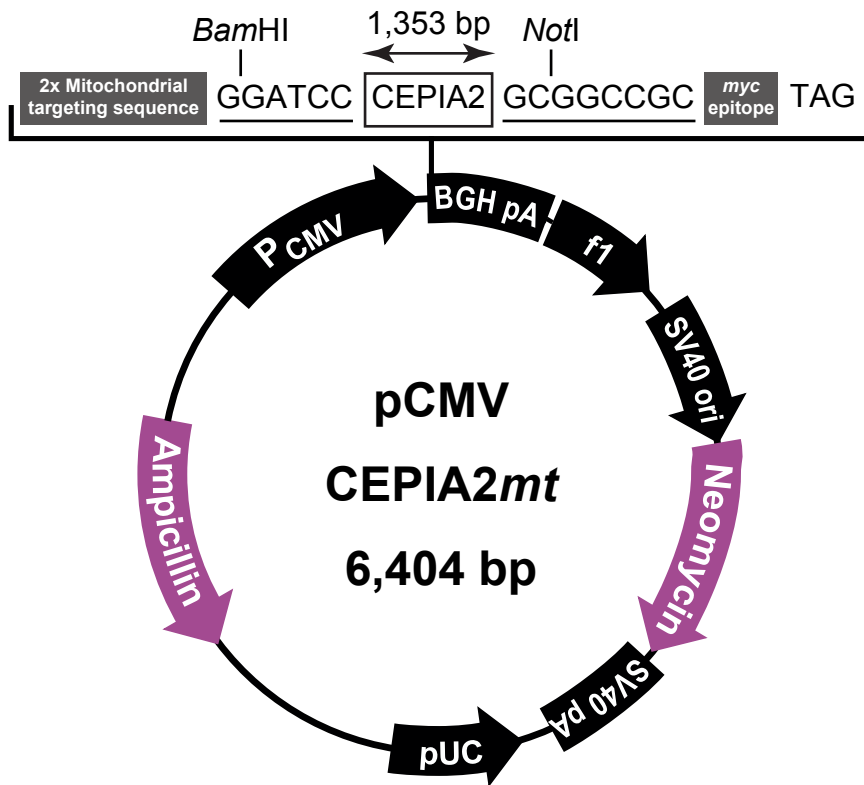 1,353 bp
BamHI
NotI
2x Mitochondrial
targeting sequence
GGATCC
CEPIA2
GCGGCCGC
myc
epitope
TAG
PCMV
BGH pA
f1
SV40 ori
Neomycin
SV40 pA
pUC
Ampicillin
pCMV
CEPIA2mt
6,404 bp